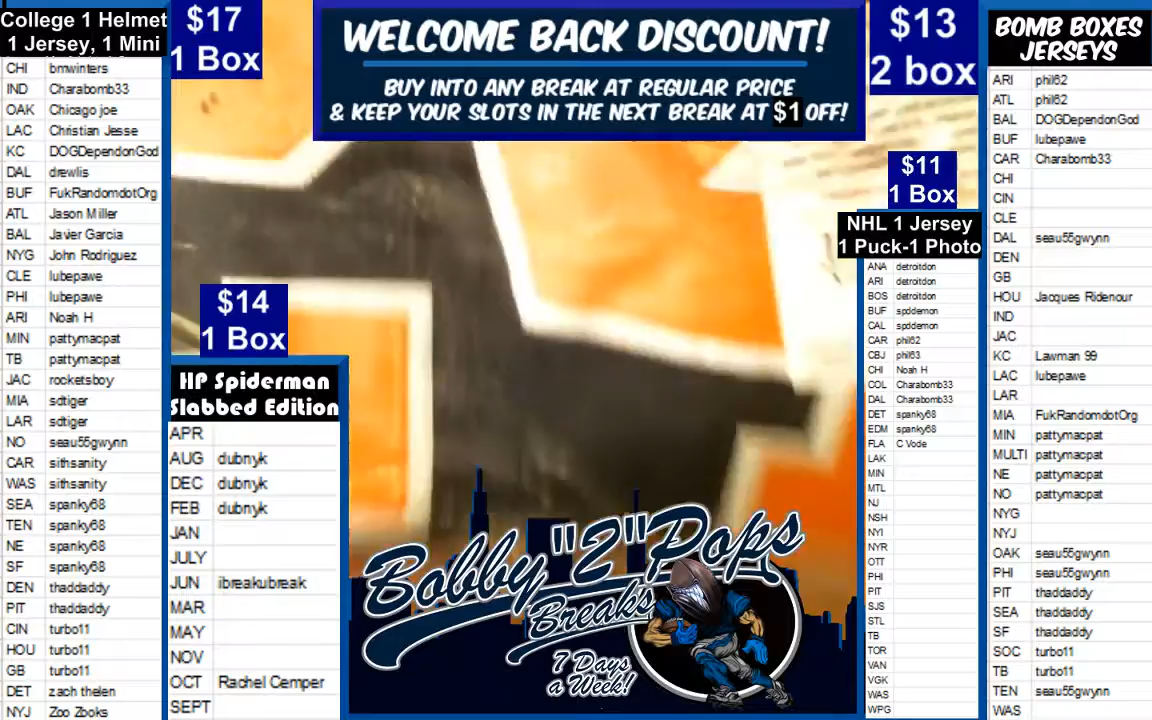 College 1 Helmet
1 Jersey, 1 Mini
CHI bmwinters
IND Charabomb33
OAK Chicago joe
LAC Christian Jesse
KC DOGDependonGod
DAL drewlis
BUF FukRandomdotOrg
ATL Jason Miller
BAL Javier Garcia
NYG John Rodriguez
CLE lubepawe
PHI lubepawe
ARI Noah H
MIN pattymacpat
TB pattymacpat
JAC rocketsboy
MIA sdtiger
LAR sdtiger
NO seau55gwynn
CAR sithsanity
WAS sithsanity
SEA spanky68
TEN spanky68
NE spanky68
SF spanky68
DEN thaddaddy
PIT thaddaddy
CIN turbo11
HOU turbo11
GB turbo11
DET zach thelen
NYJ Zoo Zooks
$17
1 Box
WELCOME BACK DISCOUNT!
BUY INTO ANY BREAK AT REGULAR PRICE
& KEEP YOUR SLOTS IN THE NEXT BREAK AT $1 OFF!
$14
1 Box
HP Spiderman
Slabbed Edition
APR
AUG dubnyk
DEC dubnyk
FEB dubnyk
JAN
JULY
JUN ibreakubreak
MAR
MAY
NOV
OCT Rachel Cemper
SEPT
Bobby "2" Pops
Breaks
7 Days
a Week!
$13
2 box
$11
1 Box
NHL 1 Jersey
1 Puck-1 Photo
ANA detroitdon
ARI detroitdon
BOS detroitdon
BUF spddemon
CAL spddemon
CAR phil62
CBJ phil63
CHI Noah H
COL Charabomb33
DAL Charabomb33
DET spanky68
EDM spanky68
FLA C Vode
LAK
MIN
MTL
NJ
NSH
NYI
NYR
OTT
PHI
PIT
SJS
STL
TB
TOR
VAN
VGK
WAS
WPG
BOMB BOXES
JERSEYS
ARI phil62
ATL phil62
BAL DOGDependonGod
BUF lubepawe
CAR Charabomb33
CHI
CIN
CLE
DAL seau55gwynn
DEN
GB
HOU Jacques Ridenour
IND
JAC
KC Lawman 99
LAC lubepawe
LAR
MIA FukRandomdotOrg
MIN pattymacpat
MULTI pattymacpat
NE pattymacpat
NO pattymacpat
NYG
NYJ
OAK seau55gwynn
PHI seau55gwynn
PIT thaddaddy
SEA thaddaddy
SF thaddaddy
SOC turbo11
TB turbo11
TEN seau55gwynn
WAS